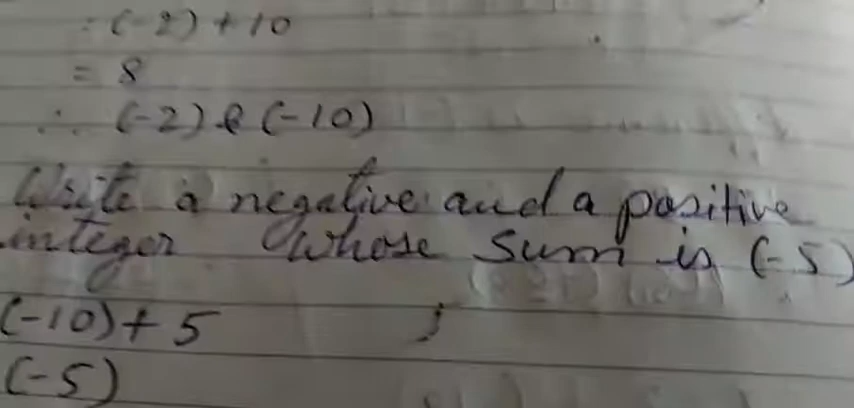 = (-2) + 10
= 8
∴ (-2) & (-10)
Write a negative and a positive
integer whose sum is (-5)
(-10) + 5
(-5)